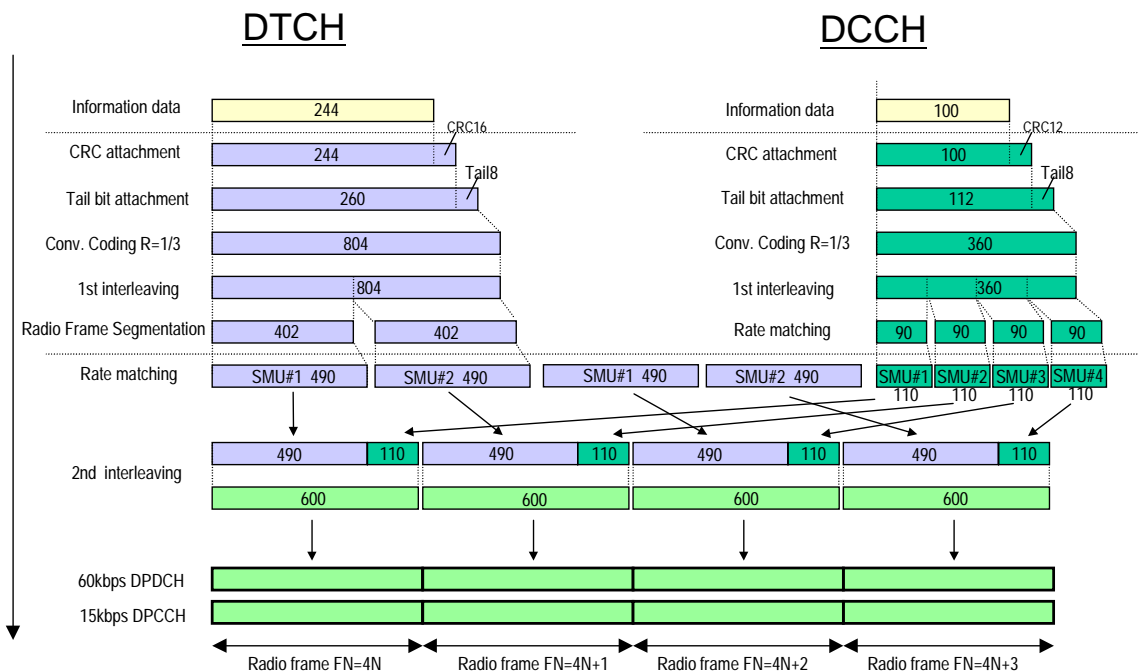 DTCH
DCCH
Information data
244
Information data
100
CRC16
CRC12
CRC attachment
244
CRC attachment
100
Tail8
Tail8
Tail bit attachment
260
Tail bit attachment
112
Conv. Coding R=1/3
804
Conv. Coding R=1/3
360
1st interleaving
804
1st interleaving
360
Radio Frame Segmentation
402
402
Rate matching
90
90
90
90
Rate matching
SMU#1 490
SMU#2 490
SMU#1 490
SMU#2 490
SMU#1
SMU#2
SMU#3
SMU#4
110
110
110
110
2nd interleaving
490
110
490
110
490
110
490
110
600
600
600
600
60kbps DPDCH
15kbps DPCCH
Radio frame FN=4N
Radio frame FN=4N+1
Radio frame FN=4N+2
Radio frame FN=4N+3